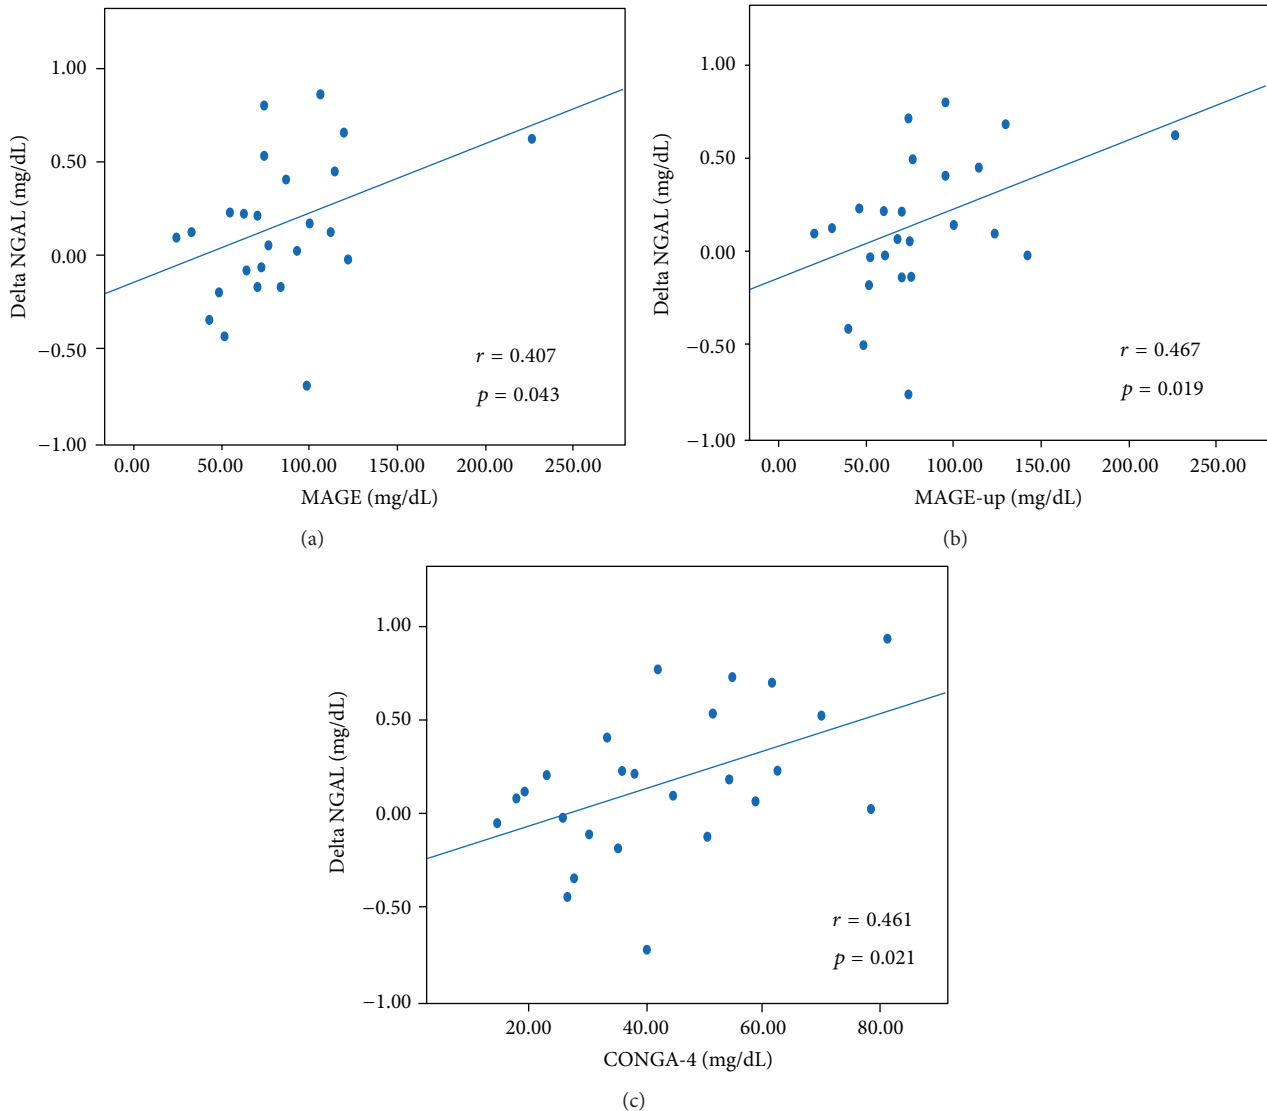 1.00
0.50
0.00
−0.50
−1.00
Delta NGAL (mg/dL)
r = 0.407
p = 0.043
0.00 50.00 100.00 150.00 200.00 250.00
MAGE (mg/dL)
(a)
1.00
0.50
0.00
−0.50
−1.00
Delta NGAL (mg/dL)
r = 0.467
p = 0.019
0.00 50.00 100.00 150.00 200.00 250.00
MAGE-up (mg/dL)
(b)
1.00
0.50
0.00
−0.50
−1.00
Delta NGAL (mg/dL)
r = 0.461
p = 0.021
20.00 40.00 60.00 80.00
CONGA-4 (mg/dL)
(c)